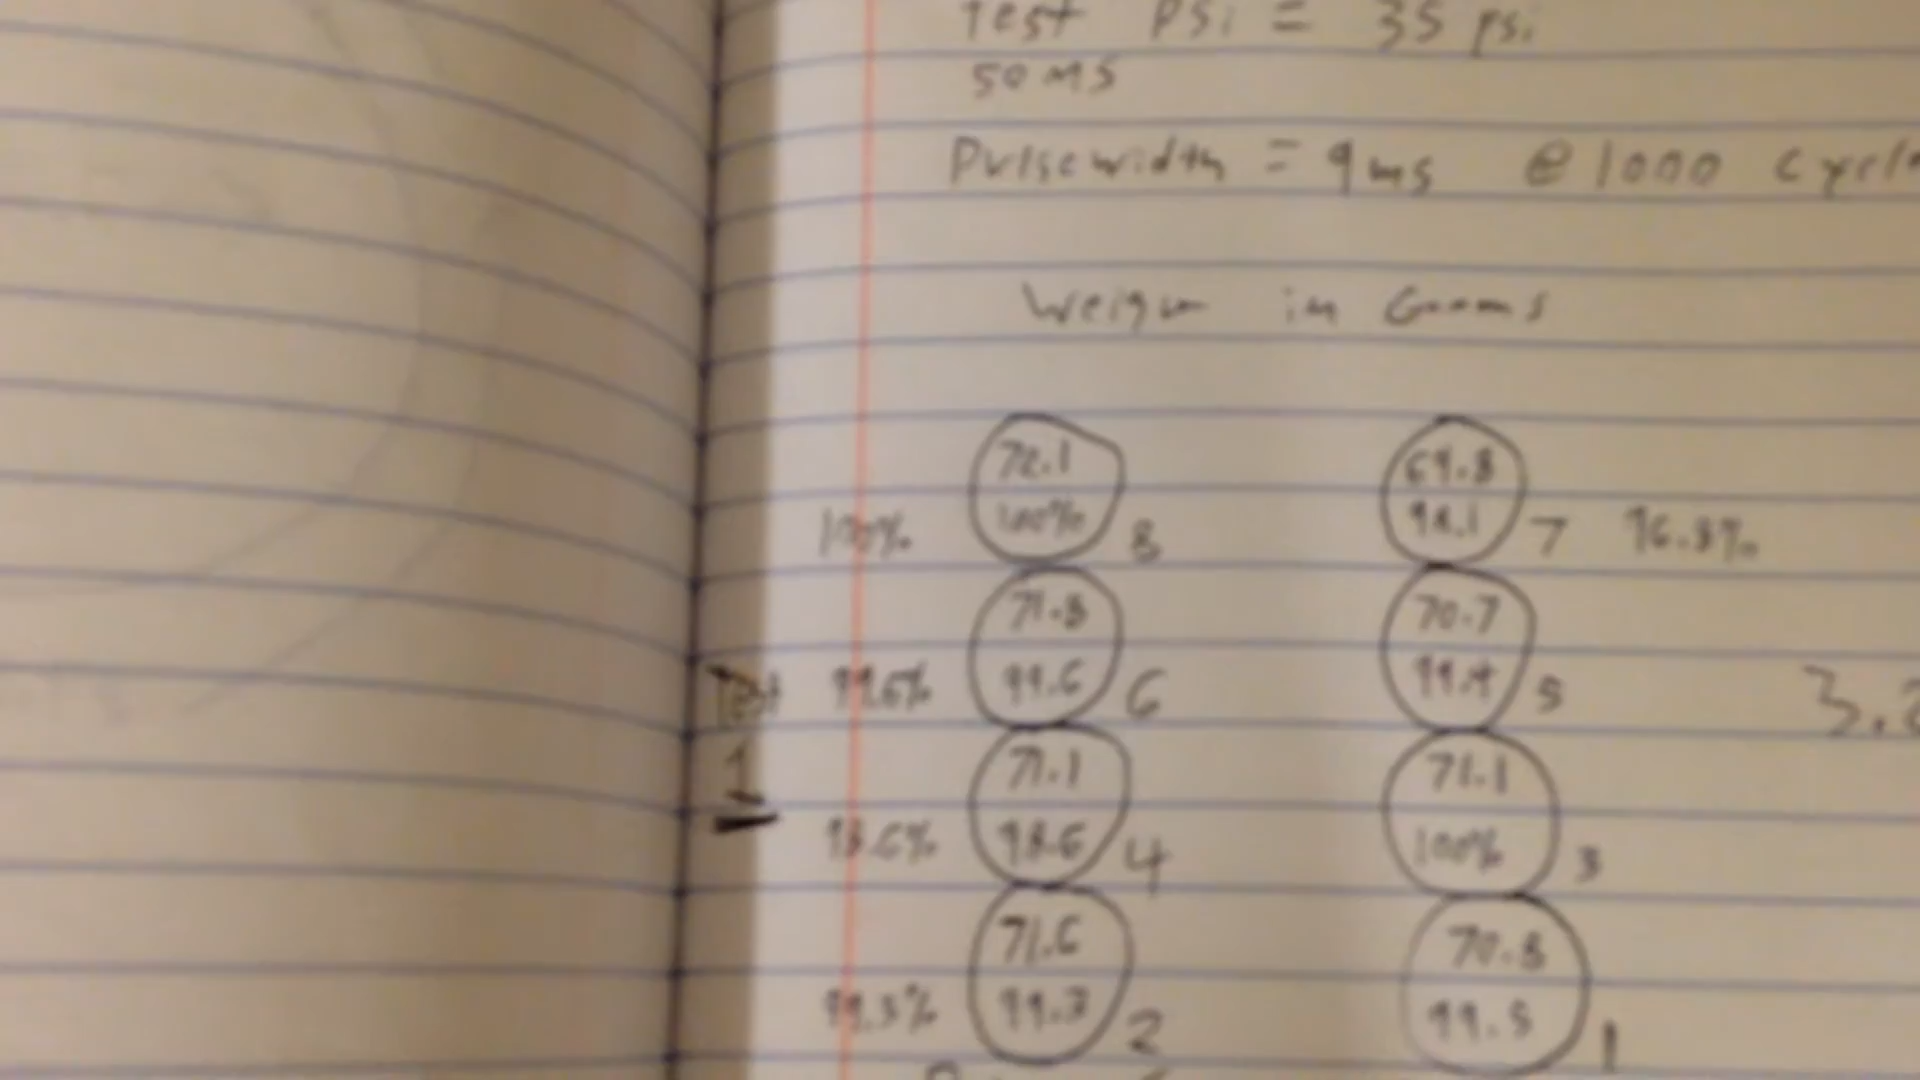 Test Psi = 35 psi
50 ms
Pulsewidth = 9ms @ 1000 Cycle
Weight in Grams
72.1 69.8
100% 100% 8 98.1 7 96.8%
71.8 70.7
Test 99.6% 99.6 6 99.4 5 3.2
1 71.1 71.1
98.6% 98.6 4 100% 3
71.6 70.8
99.3% 99.3 2 99.5 1